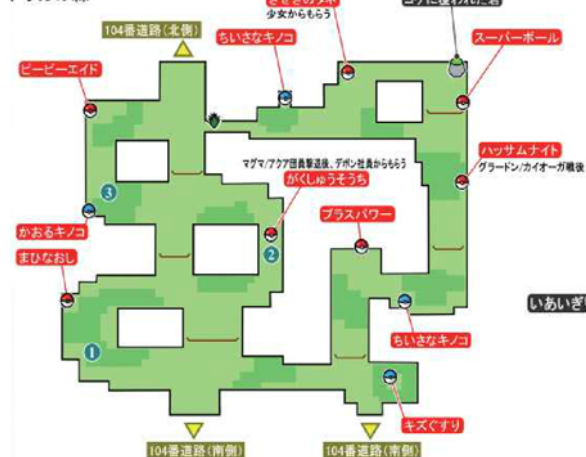 104番道路(北側)
少女からもらう
ちいさなキノコ
スーパーボール
ピーピーエイド
ハッサムナイト
グラードン/カイオーガ戦後
マグマ/アクア団員撃退後、デボン社員からもらう
がくしゅうそうち
3
かおるキノコ
プラスパワー
2
まひなおし
いあいぎ
ちいさなキノコ
1
キズぐすり
104番道路(南側)
104番道路(南側)